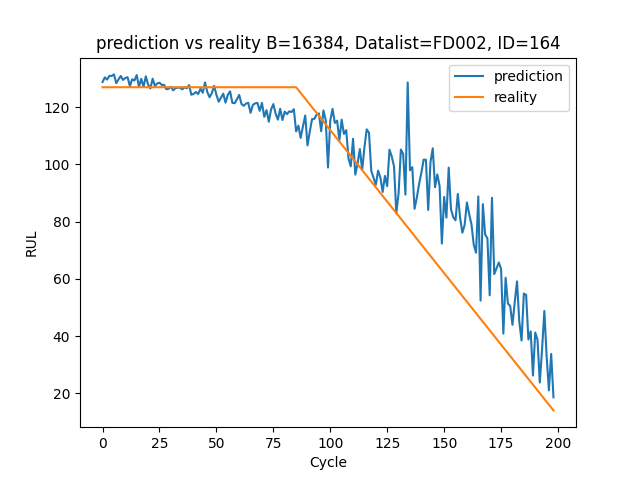 prediction vs reality B=16384, Datalist=FD002, ID=164
prediction
reality
RUL
120
100
80
60
40
20
0 25 50 75 100 125 150 175 200
Cycle